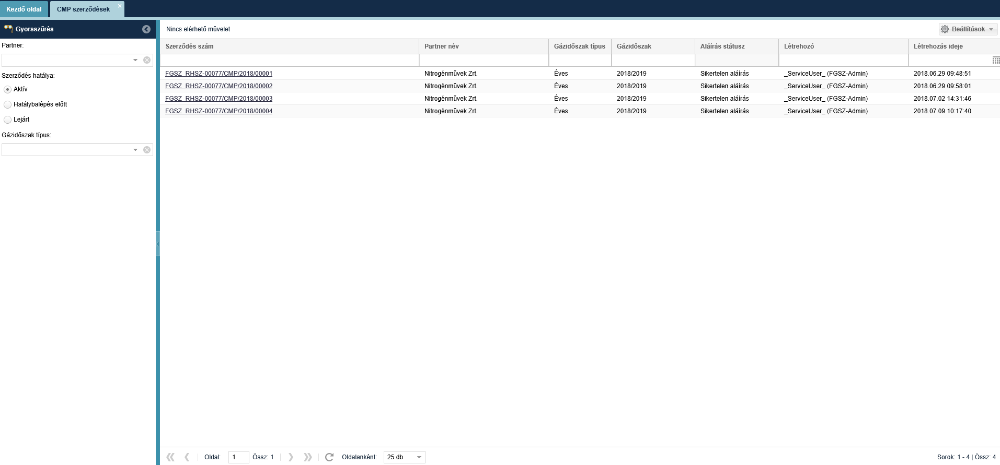 Kezdő oldal
CMP szerződések
Gyorsszűrés
Nincs elérhető művelet
Beállítások
Partner:
Szerződés hatálya:
Aktív
Hatálybalépés előtt
Lejárt
Gázidőszak típus:
Szerződés szám Partner név Gázidőszak típus Gázidőszak Aláírás státusz Létrehozó Létrehozás ideje
FGSZ_RHSZ-00077/CMP/2018/00001 Nitrogénművek Zrt. Éves 2018/2019 Sikertelen aláírás _ServiceUser_ (FGSZ-Admin) 2018.06.29 09:48:51
FGSZ_RHSZ-00077/CMP/2018/00002 Nitrogénművek Zrt. Éves 2018/2019 Sikertelen aláírás _ServiceUser_ (FGSZ-Admin) 2018.06.29 09:58:01
FGSZ_RHSZ-00077/CMP/2018/00003 Nitrogénművek Zrt. Éves 2018/2019 Sikertelen aláírás _ServiceUser_ (FGSZ-Admin) 2018.07.02 14:31:46
FGSZ_RHSZ-00077/CMP/2018/00004 Nitrogénművek Zrt. Éves 2018/2019 Sikertelen aláírás _ServiceUser_ (FGSZ-Admin) 2018.07.09 10:17:40
Oldal: 1 Össz: 1 Oldalanként: 25 db Sorok: 1 - 4 | Össz: 4